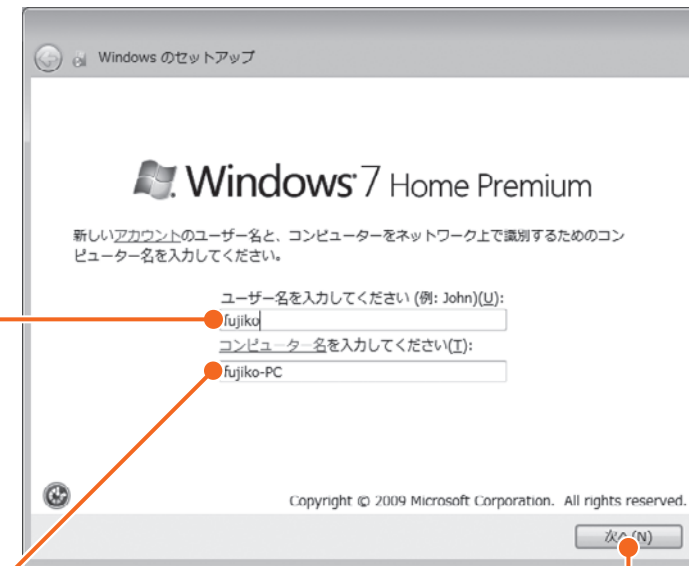 Windows のセットアップ
Windows 7 Home Premium
新しいアカウントのユーザー名と、コンピューターをネットワーク上で識別するためのコン
ピューター名を入力してください。
ユーザー名を入力してください (例: John)(U):
fujiko
コンピューター名を入力してください(T):
fujiko-PC
Copyright © 2009 Microsoft Corporation. All rights reserved.
次へ(N)